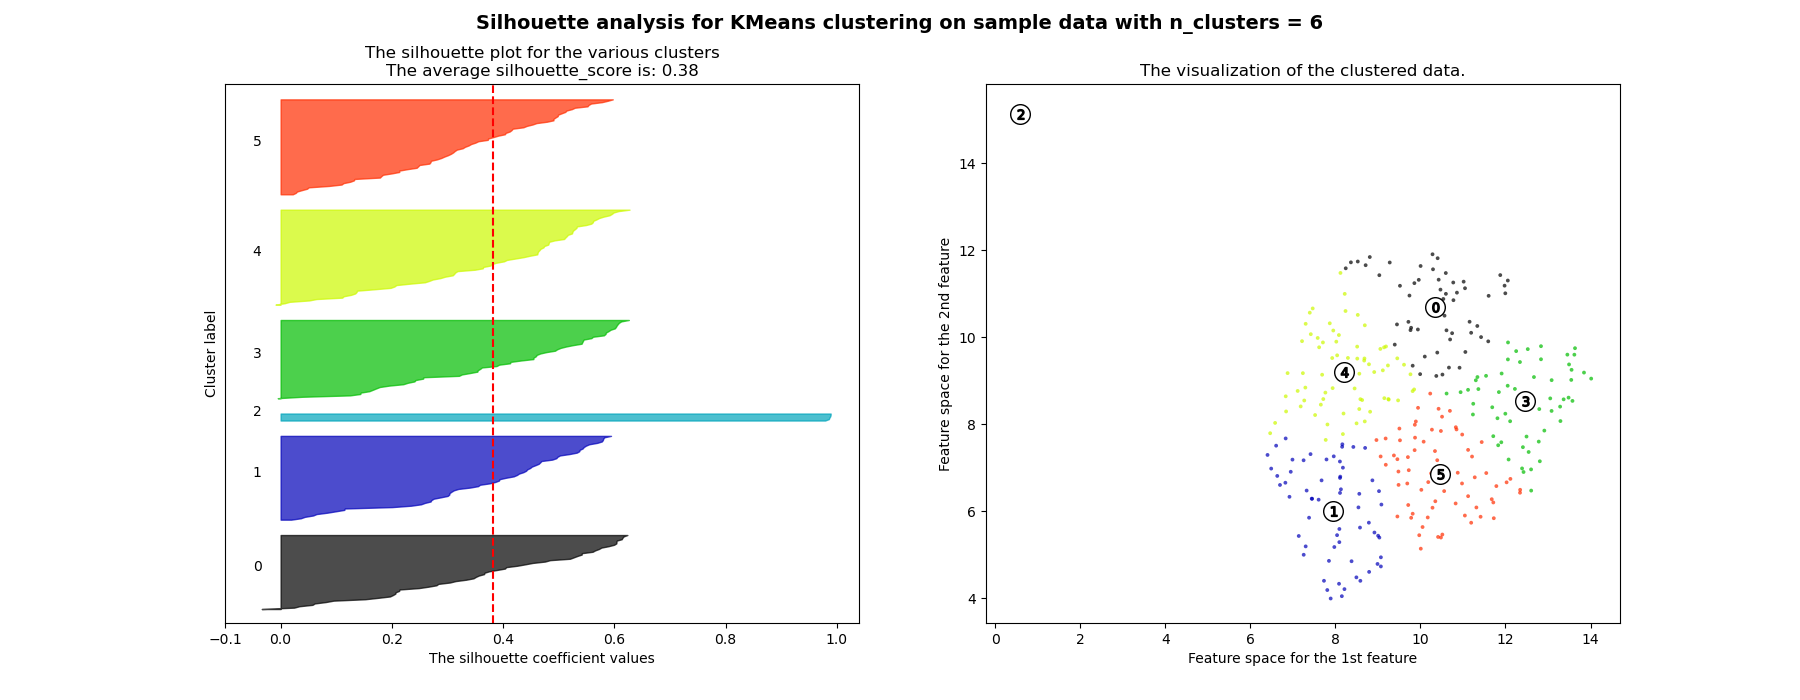 Silhouette analysis for KMeans clustering on sample data with n_clusters = 6
The silhouette plot for the various clusters
The average silhouette_score is: 0.38
Cluster label
5
4
3
2
1
0
−0.1 0.0 0.2 0.4 0.6 0.8 1.0
The silhouette coefficient values
The visualization of the clustered data.
Feature space for the 2nd feature
14
12
10
8
6
4
2
0
4
3
5
1
0 2 4 6 8 10 12 14
Feature space for the 1st feature